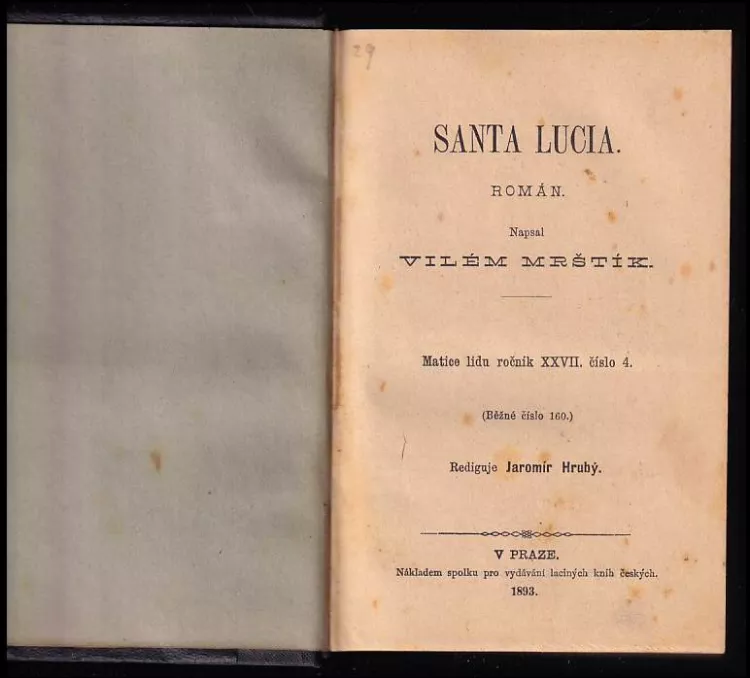 29
SANTA LUCIA.
ROMÁN.
Napsal
VILÉM MRŠTÍK.
Matice lidu ročník XXVII. číslo 4.
(Běžné číslo 160.)
Rediguje Jaromír Hrubý.
V PRAZE.
Nákladem spolku pro vydávání laciných knih českých.
1893.